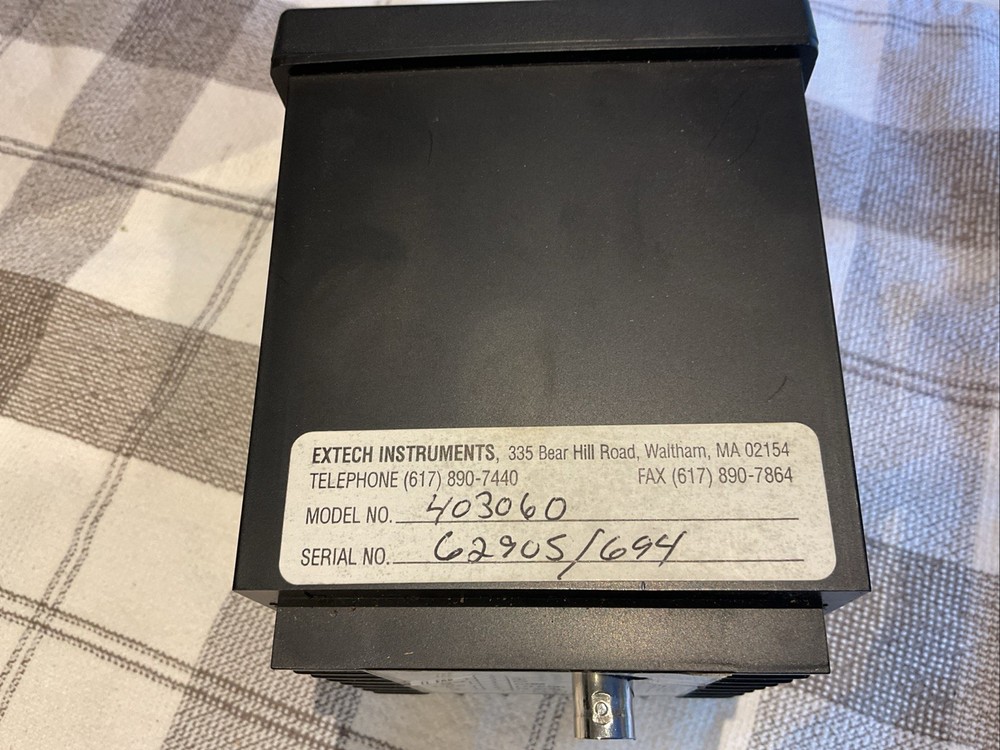 EXTECH INSTRUMENTS, 335 Bear Hill Road, Waltham, MA 02154
TELEPHONE (617) 890-7440 FAX (617) 890-7864
MODEL NO. 403060
SERIAL NO. 62905/694